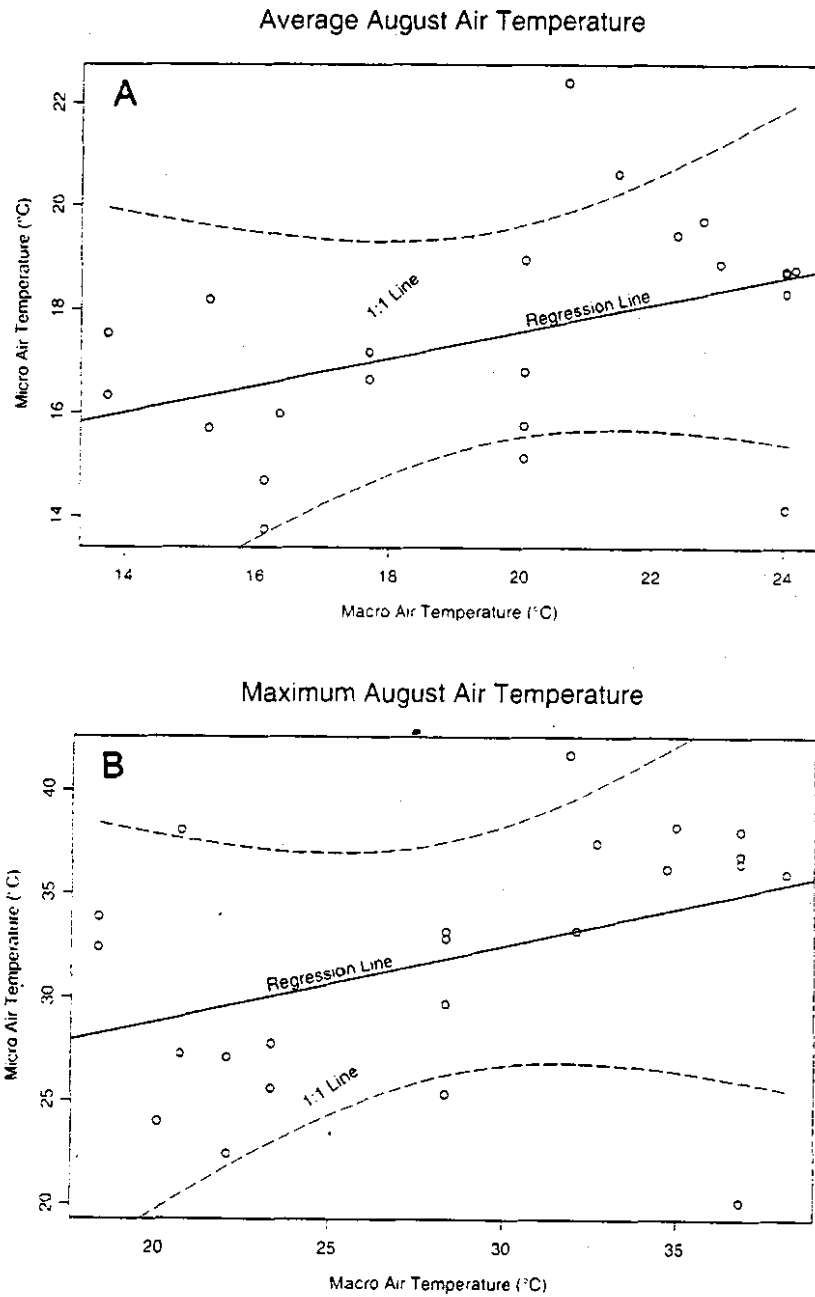 Average August Air Temperature
A
Micro Air Temperature (°C)
22
20
18
16
14
1:1 Line
Regression Line
14
16
18
20
22
24
Macro Air Temperature (°C)
Maximum August Air Temperature
B
Micro Air Temperature (°C)
40
35
30
25
20
Regression Line
1:1 Line
20
25
30
35
Macro Air Temperature (°C)